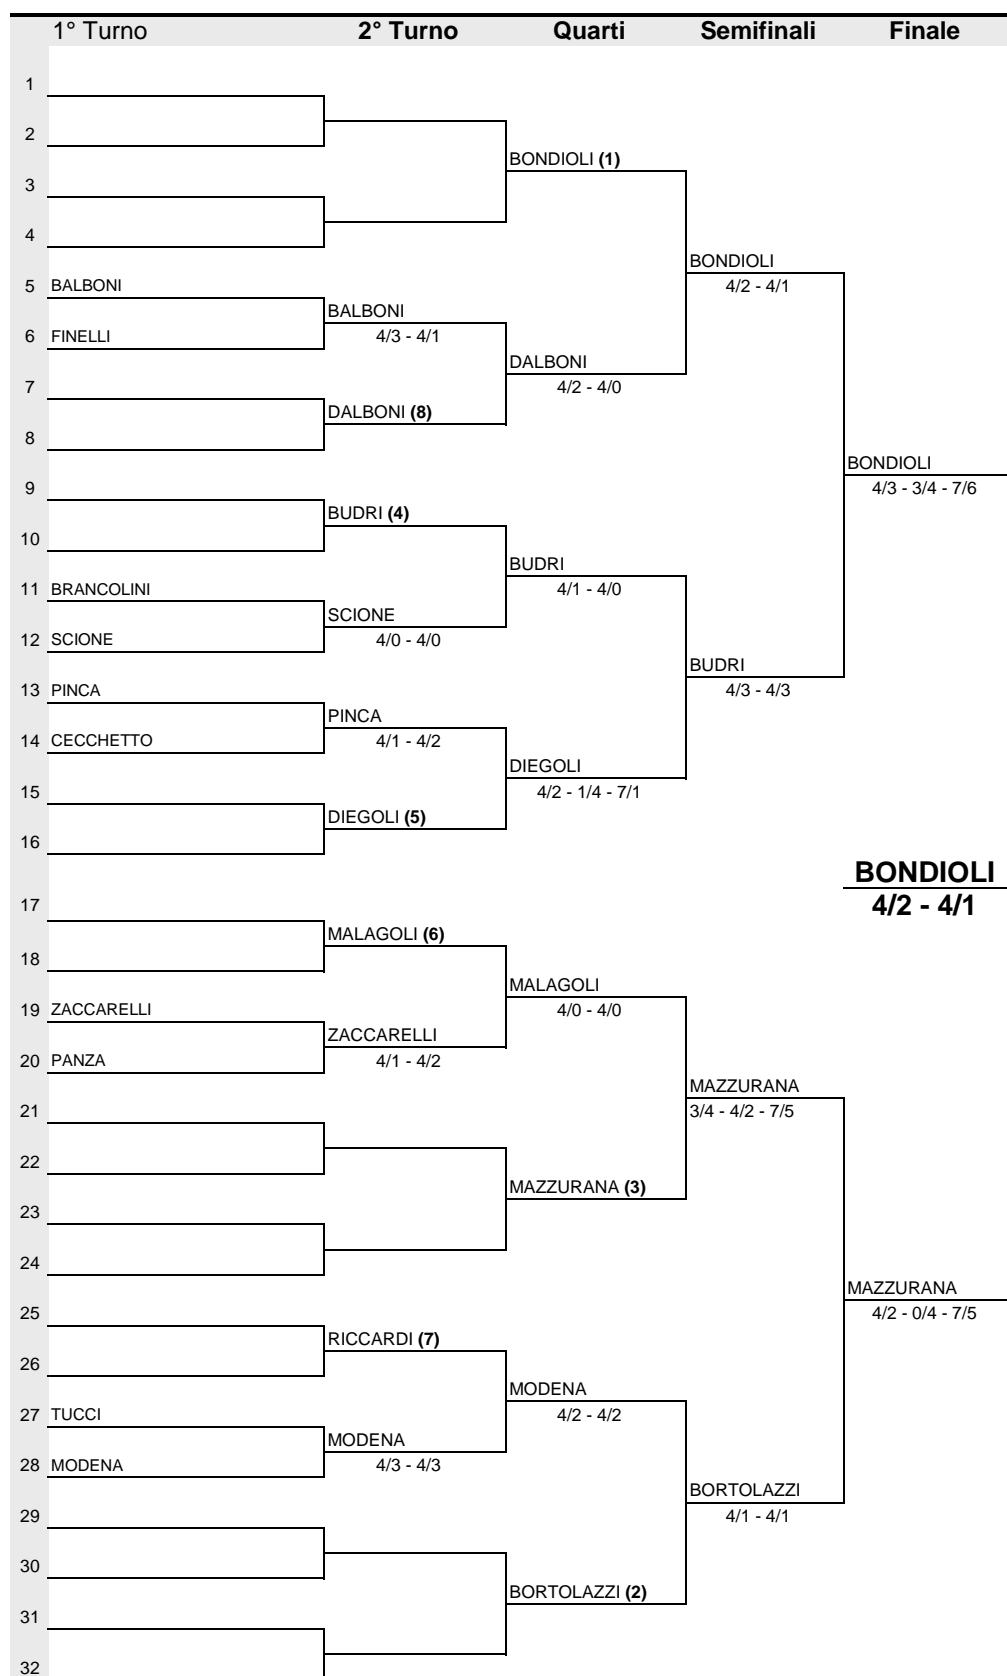 1° Turno 2° Turno Quarti Semifinali Finale
1
2
BONDIOLI (1)
3
4
BONDIOLI
5 BALBONI
4/2 - 4/1
BALBONI
6 FINELLI
4/3 - 4/1
DALBONI
7
4/2 - 4/0
DALBONI (8)
8
BONDIOLI
9
4/3 - 3/4 - 7/6
BUDRI (4)
10
BUDRI
11 BRANCOLINI
4/1 - 4/0
SCIONE
12 SCIONE
4/0 - 4/0
BUDRI
13 PINCA
4/3 - 4/3
PINCA
14 CECCHETTO
4/1 - 4/2
DIEGOLI
15
4/2 - 1/4 - 7/1
DIEGOLI (5)
16
BONDIOLI
17
4/2 - 4/1
MALAGOLI (6)
18
MALAGOLI
19 ZACCARELLI
4/0 - 4/0
ZACCARELLI
20 PANZA
4/1 - 4/2
MAZZURANA
21
3/4 - 4/2 - 7/5
22
MAZZURANA (3)
23
24
MAZZURANA
25
4/2 - 0/4 - 7/5
RICCARDI (7)
26
MODENA
27 TUCCI
4/2 - 4/2
MODENA
28 MODENA
4/3 - 4/3
BORTOLAZZI
29
4/1 - 4/1
30
BORTOLAZZI (2)
31
32